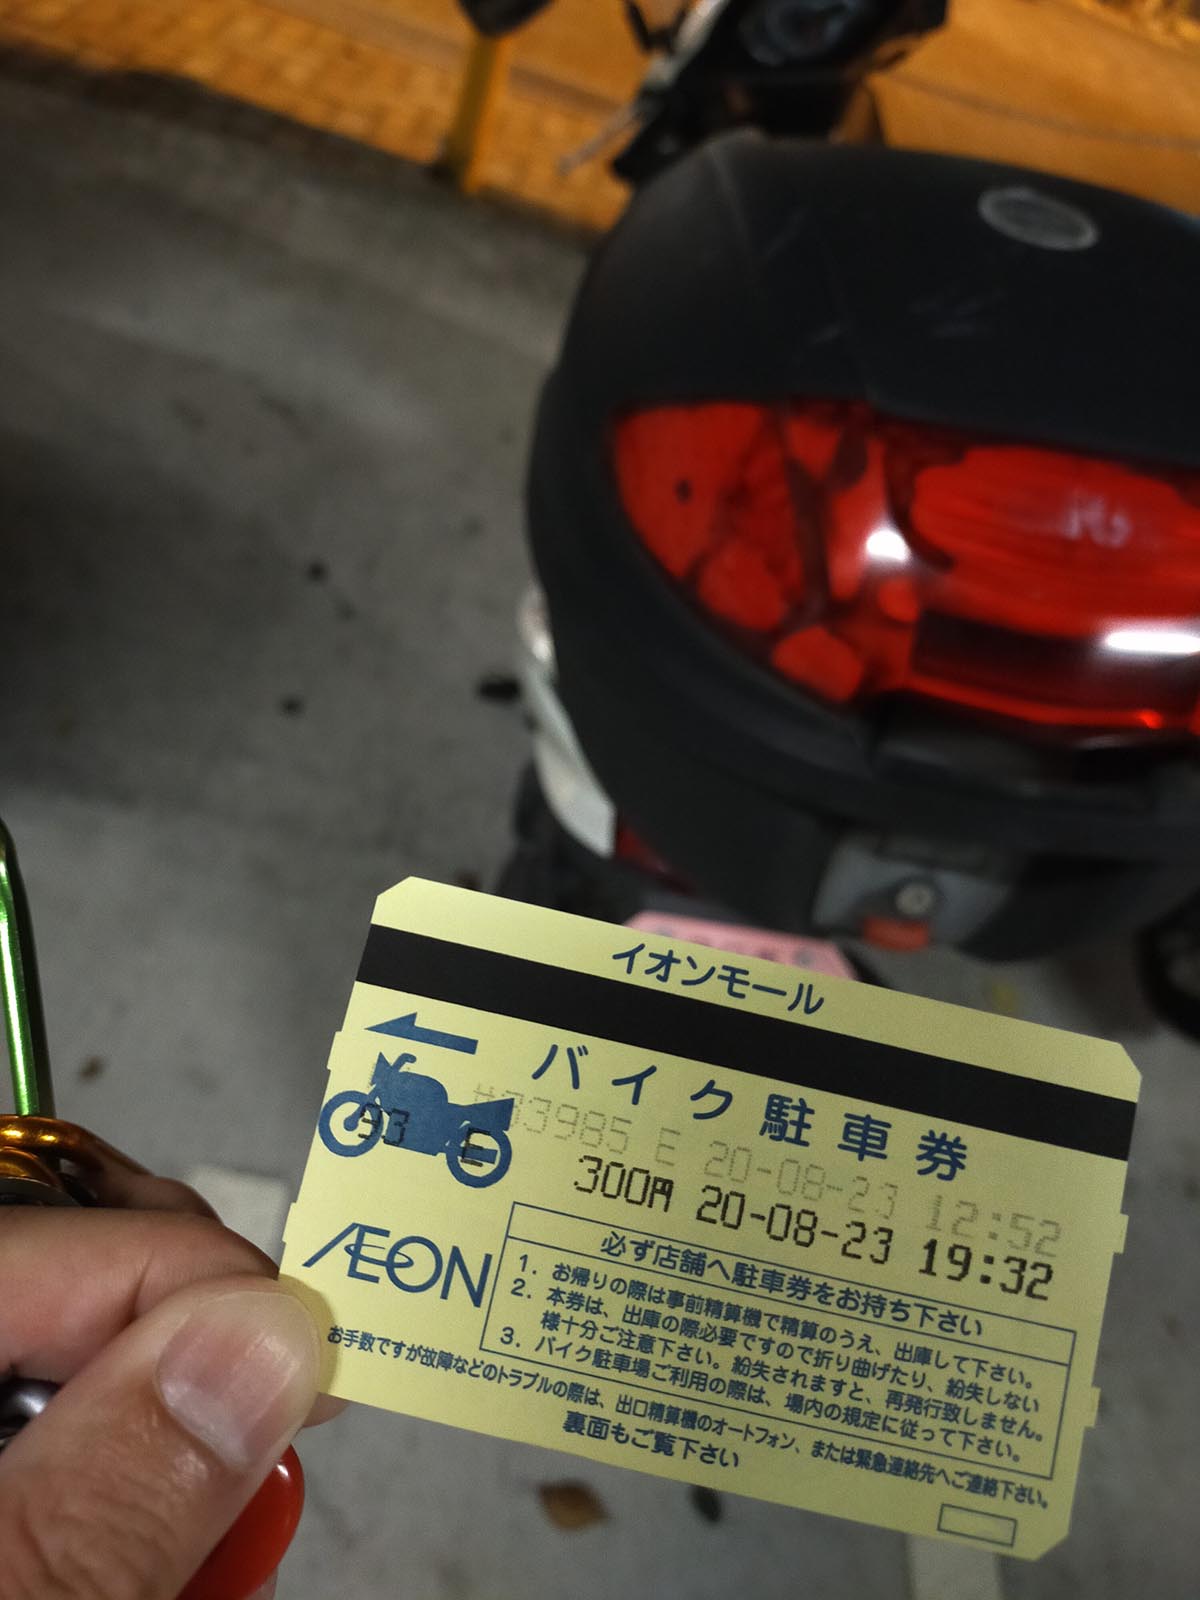 イオンモール
バイク駐車券
#33985 E 20-08-23 12:52
93 E
300円 20-08-23 19:32
AEON
必ず店舗へ駐車券をお持ち下さい
1. お帰りの際は事前精算機で精算のうえ、出庫して下さい。
2. 本券は、出庫の際必要ですので折り曲げたり、紛失しない
様十分ご注意下さい。紛失されますと、再発行致しません。
3. バイク駐車場ご利用の際は、場内の規定に従って下さい。
お手数ですが故障などのトラブルの際は、出口精算機のオートフォン、または緊急連絡先へご連絡下さい。
裏面もご覧下さい